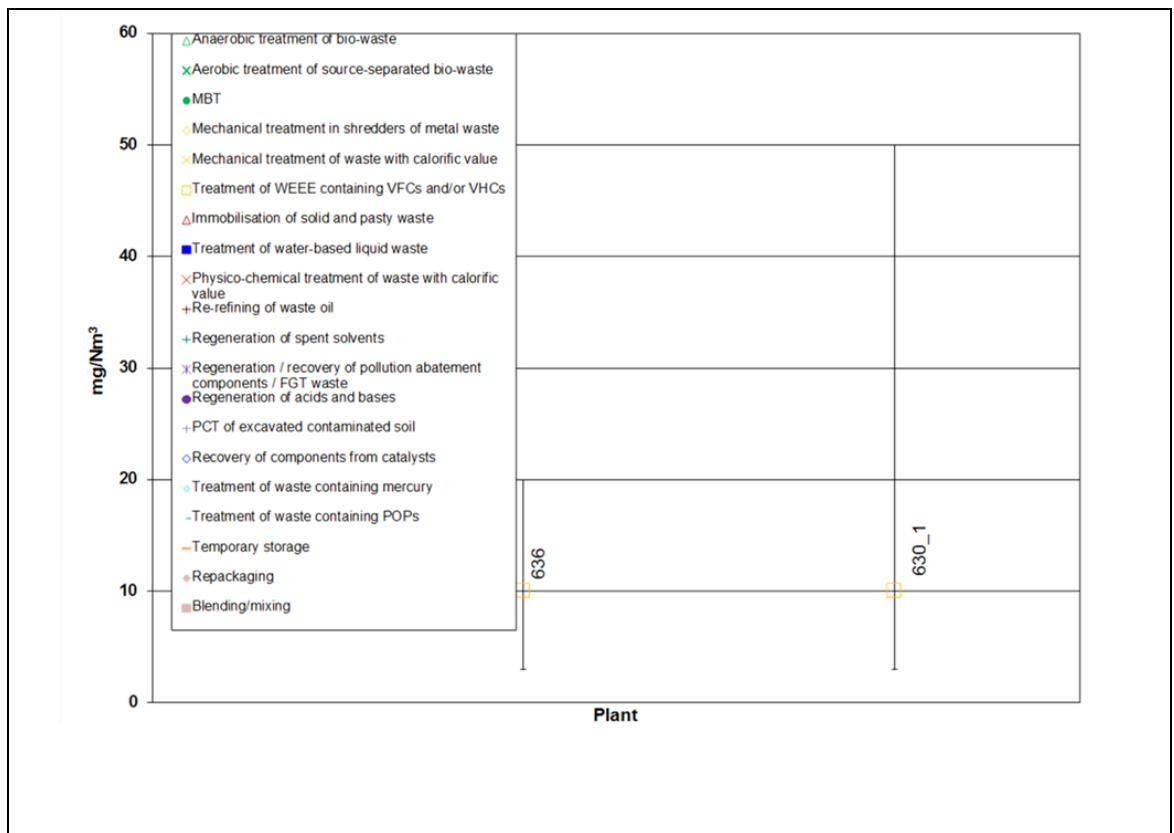 60
Anaerobic treatment of bio-waste
Aerobic treatment of source-separated bio-waste
MBT
Mechanical treatment in shredders of metal waste
50
Mechanical treatment of waste with calorific value
Treatment of WEEE containing VFCs and/or VHCs
Immobilisation of solid and pasty waste
Treatment of water-based liquid waste
40
Physico-chemical treatment of waste with calorific
value
Re-refining of waste oil
mg/Nm³
Regeneration of spent solvents
30
Regeneration / recovery of pollution abatement
components / FGT waste
Regeneration of acids and bases
PCT of excavated contaminated soil
Recovery of components from catalysts
20
Treatment of waste containing mercury
Treatment of waste containing POPs
Temporary storage
636
630_1
Repackaging
10
Blending/mixing
0
Plant